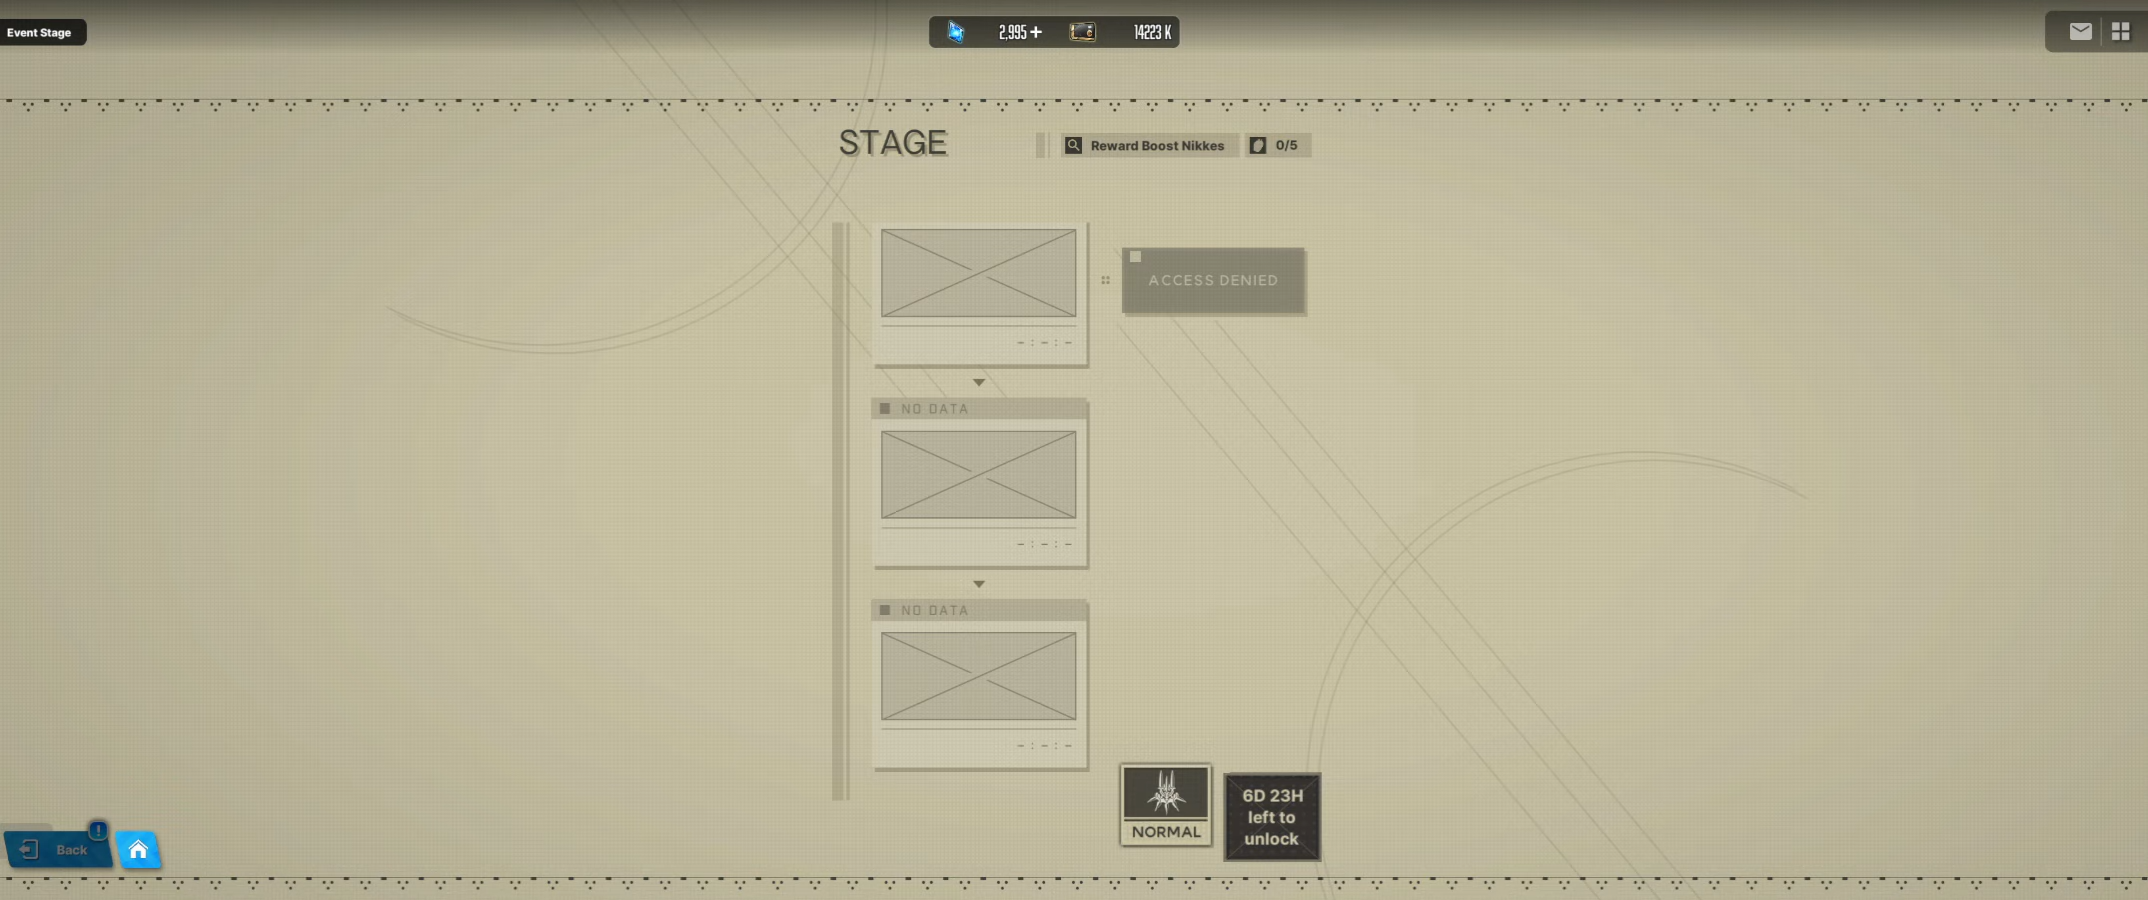 Event Stage
2,995 +
14223 K
STAGE
Reward Boost Nikkes
0/5
ACCESS DENIED
– : – : –
NO DATA
– : – : –
NO DATA
– : – : –
NORMAL
6D 23H
left to
unlock
!
Back